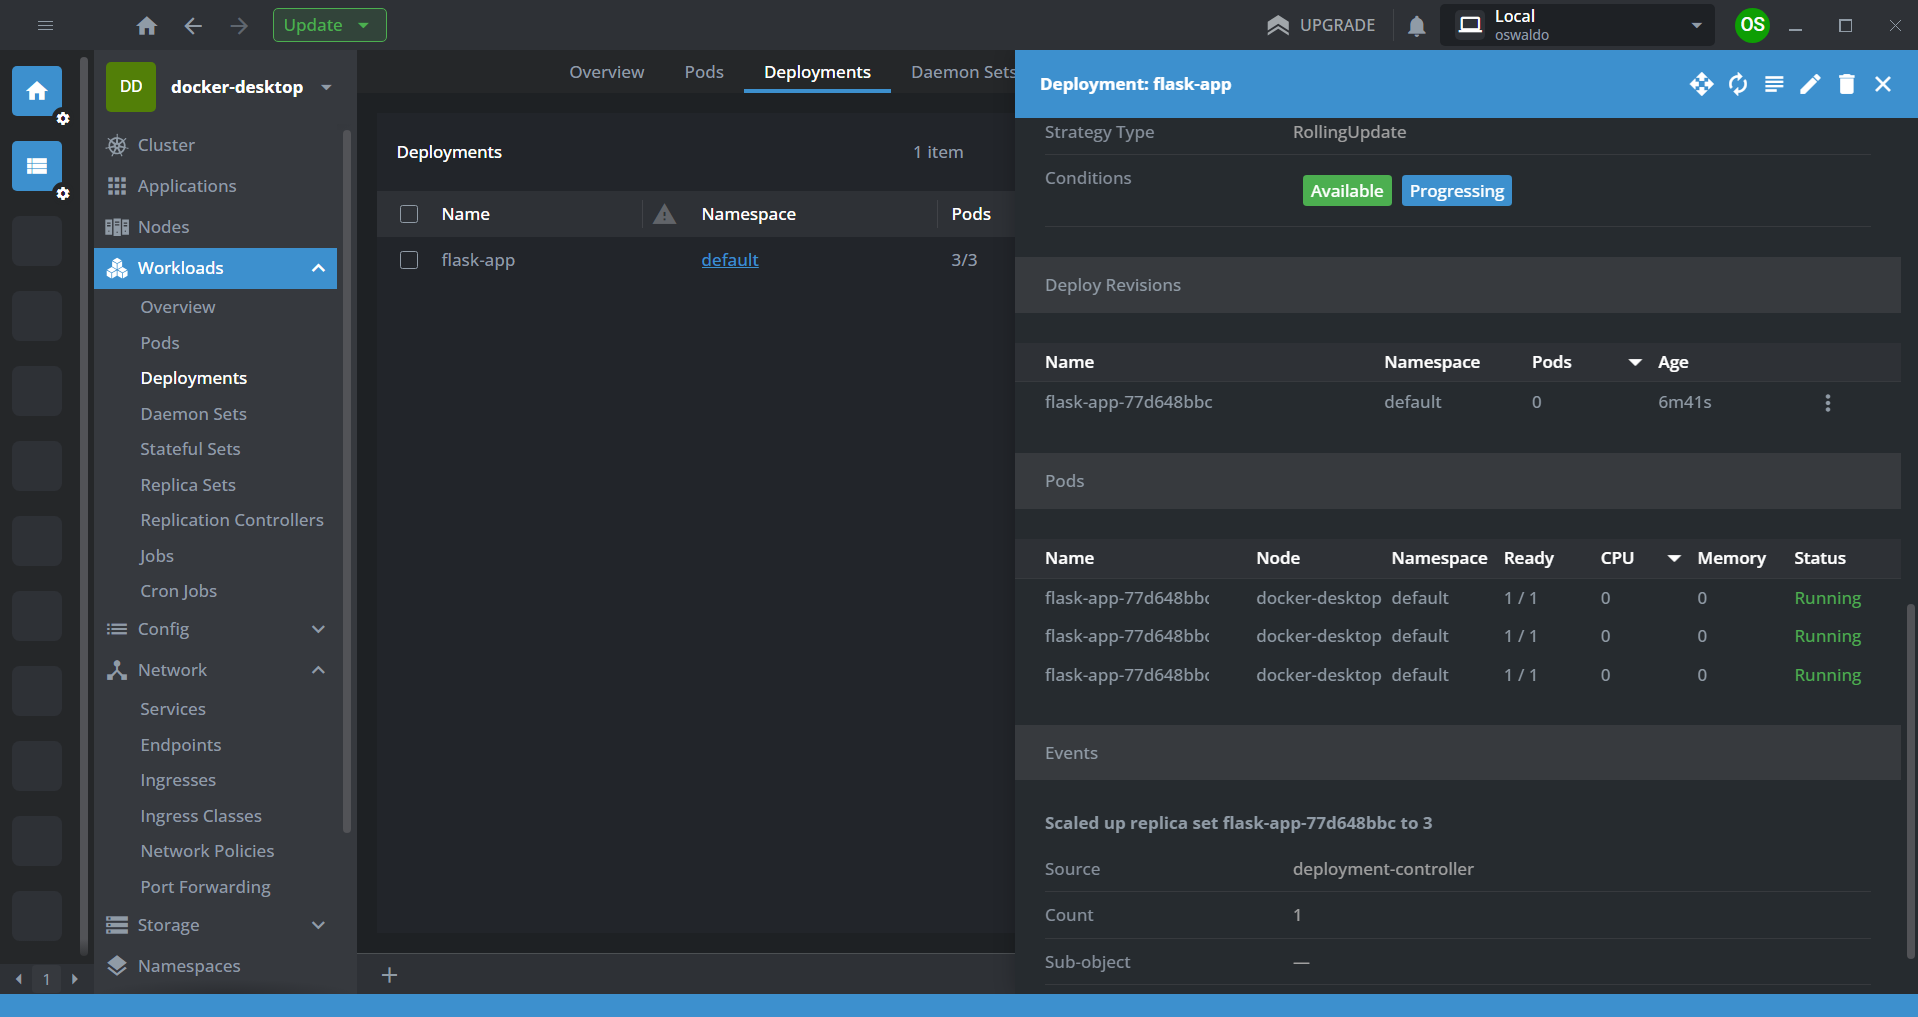 Update
UPGRADE
Local
oswaldo
OS
DD
docker-desktop
Cluster
Applications
Nodes
Workloads
Overview
Pods
Deployments
Daemon Sets
Stateful Sets
Replica Sets
Replication Controllers
Jobs
Cron Jobs
Config
Network
Services
Endpoints
Ingresses
Ingress Classes
Network Policies
Port Forwarding
Storage
Namespaces
1
Overview Pods Deployments Daemon Sets
Deployments 1 item
Name Namespace Pods
flask-app default 3/3
+
Deployment: flask-app
Strategy Type RollingUpdate
Conditions Available Progressing
Deploy Revisions
Name Namespace Pods Age
flask-app-77d648bbc default 0 6m41s
Pods
Name Node Namespace Ready CPU Memory Status
flask-app-77d648bbc docker-desktop default 1 / 1 0 0 Running
flask-app-77d648bbc docker-desktop default 1 / 1 0 0 Running
flask-app-77d648bbc docker-desktop default 1 / 1 0 0 Running
Events
Scaled up replica set flask-app-77d648bbc to 3
Source deployment-controller
Count 1
Sub-object —